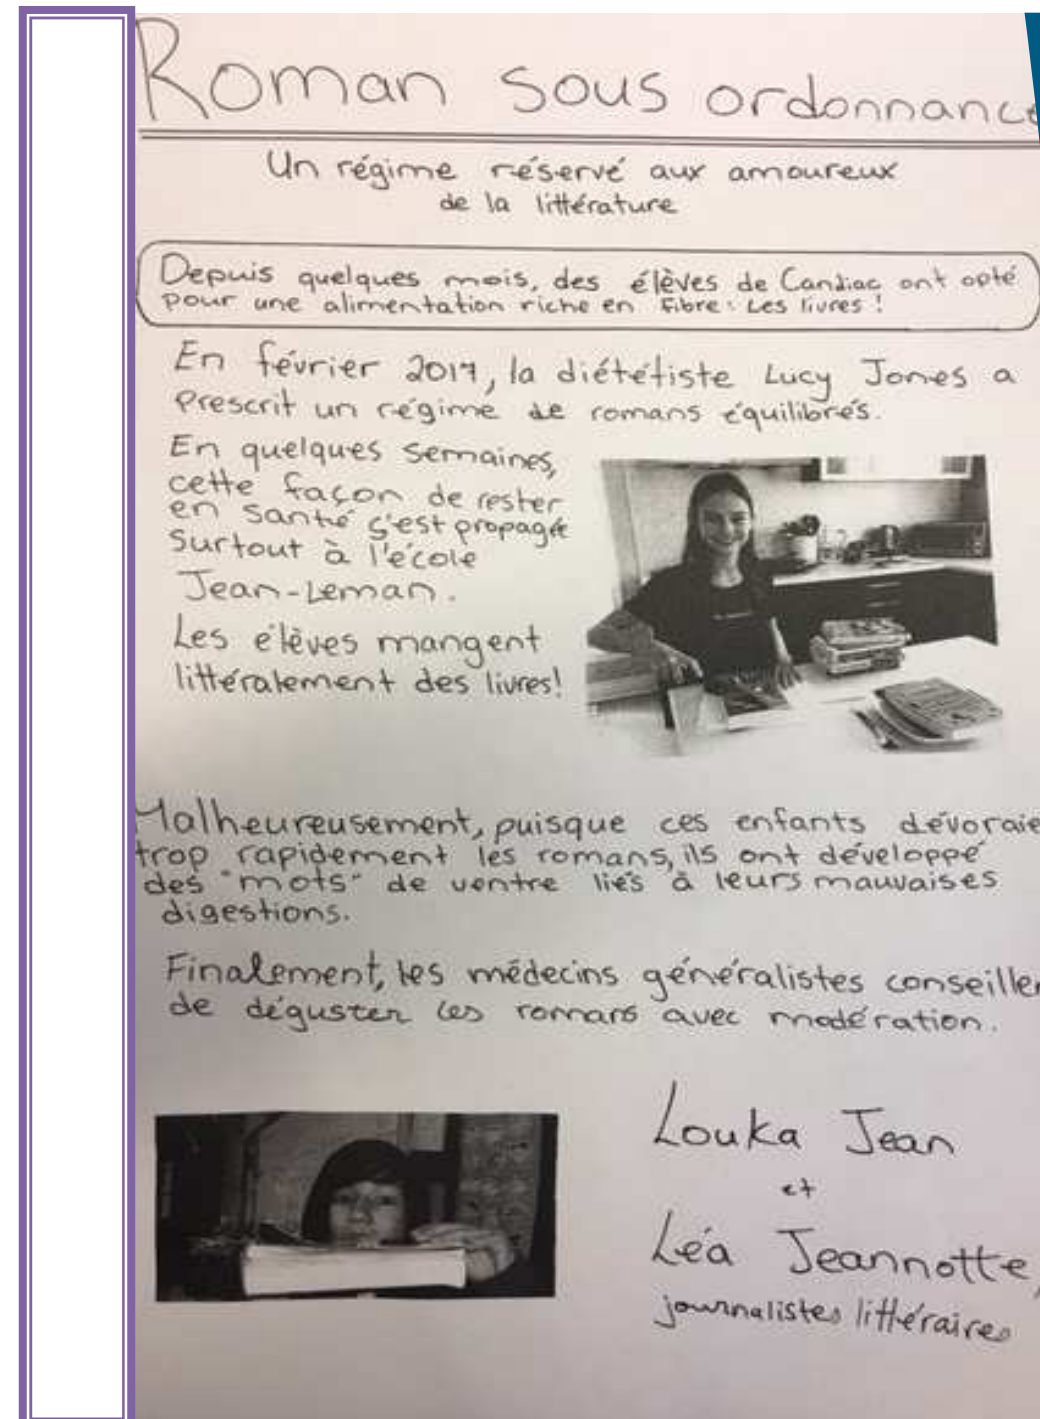 Roman sous ordonnance
Un régime réservé aux amoureux
de la littérature
Depuis quelques mois, des élèves de Candiac ont opté
pour une alimentation riche en fibre : Les livres !
En février 2017, la diététiste Lucy Jones a
prescrit un régime de romans équilibrés.
En quelques semaines,
cette façon de rester
en santé s'est propagée
surtout à l'école
Jean-Leman.
Les élèves mangent
littéralement des livres!
Malheureusement, puisque ces enfants dévoraie
trop rapidement les romans, ils ont développé
des "mots" de ventre liés à leurs mauvaises
digestions.
Finalement, les médecins généralistes conseiller
de déguster les romans avec modération.
Louka Jean
et
Léa Jeannotte,
journalistes littéraires